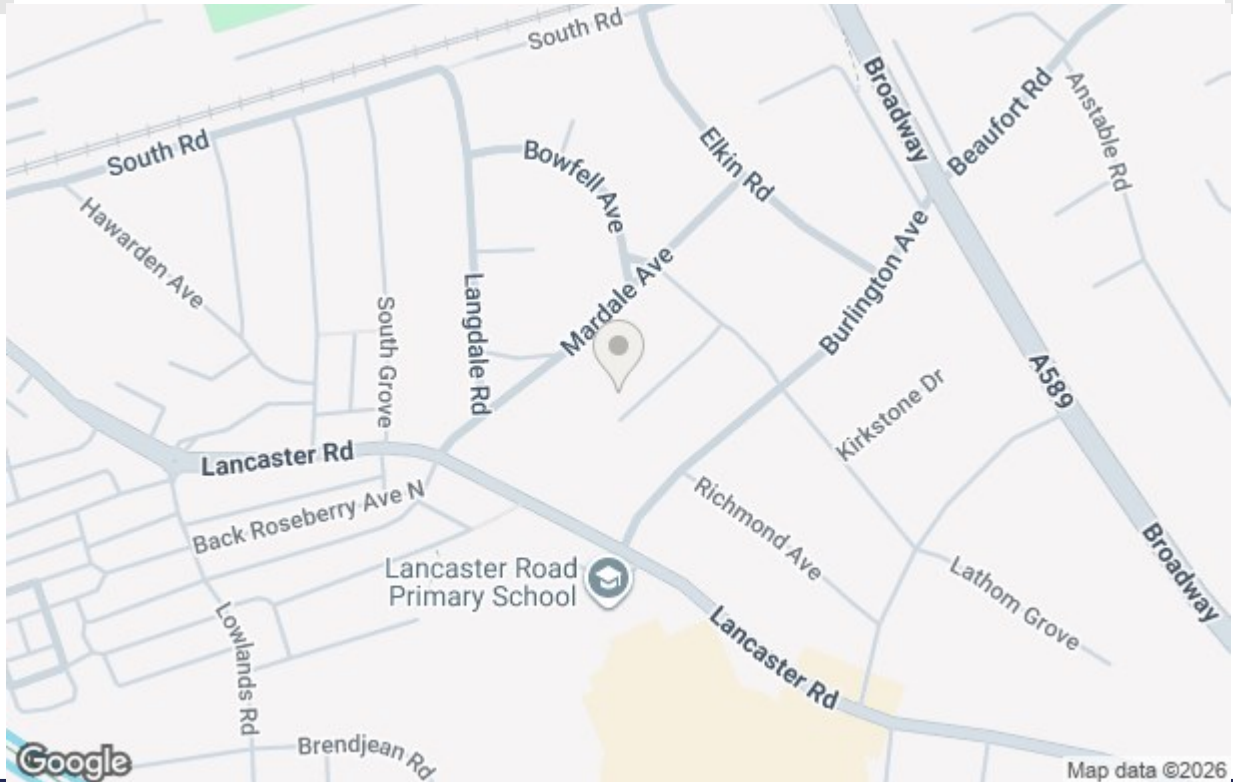 South Rd
South Rd
Broadway
Beaufort Rd
Anstable Rd
Elkin Rd
Bowfell Ave
Hawarden Ave
Burlington Ave
Mardale Ave
Langdale Rd
South Grove
A589
Kirkstone Dr
Lancaster Rd
Back Roseberry Ave N
Richmond Ave
Broadway
Lathom Grove
Lancaster Road
Primary School
Lancaster Rd
Lowlands Rd
Brendjean Rd
Google
Map data ©2026